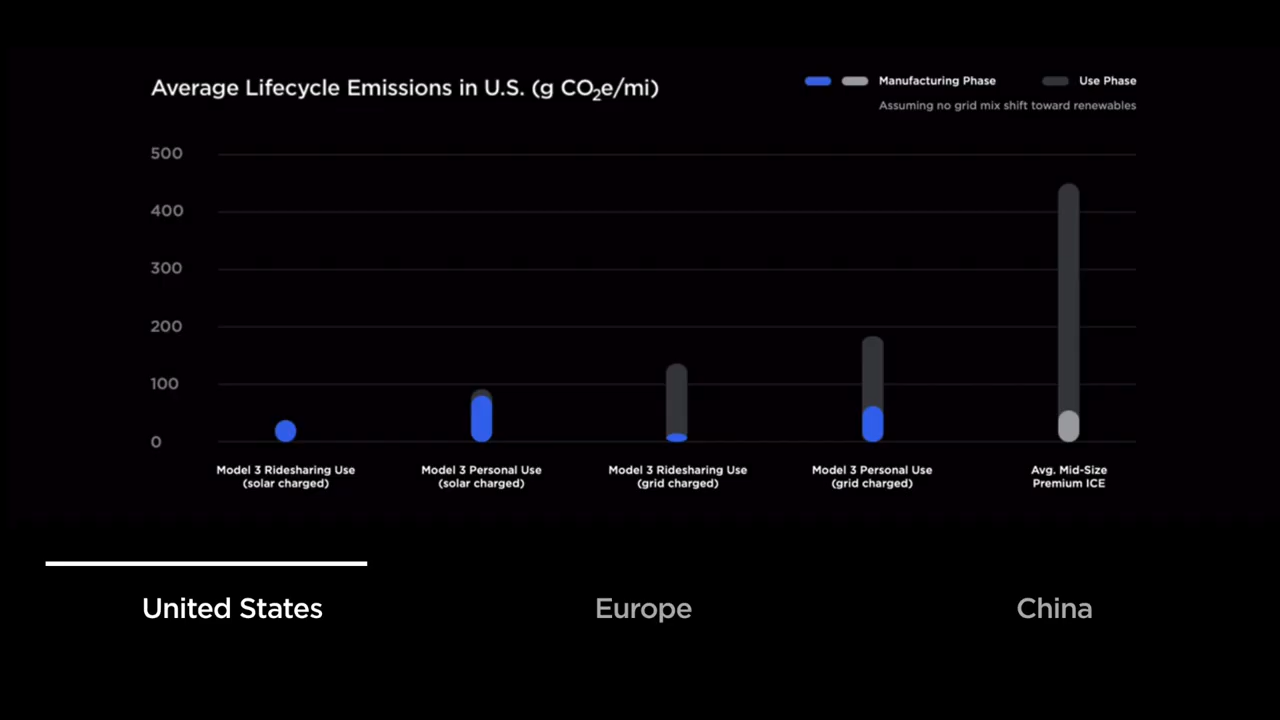 Average Lifecycle Emissions in U.S. (g CO₂e/mi)
Manufacturing Phase
Use Phase
Assuming no grid mix shift toward renewables
500
400
300
200
100
0
Model 3 Ridesharing Use
(solar charged)
Model 3 Personal Use
(solar charged)
Model 3 Ridesharing Use
(grid charged)
Model 3 Personal Use
(grid charged)
Avg. Mid-Size
Premium ICE
United States
Europe
China